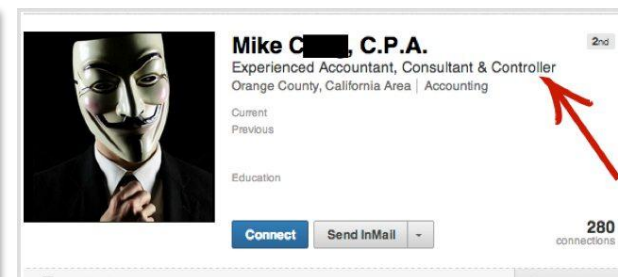 Mike C, C.P.A.
2nd
Experienced Accountant, Consultant & Controller
Orange County, California Area | Accounting
Current
Previous
Education
Connect Send InMail
280
connections